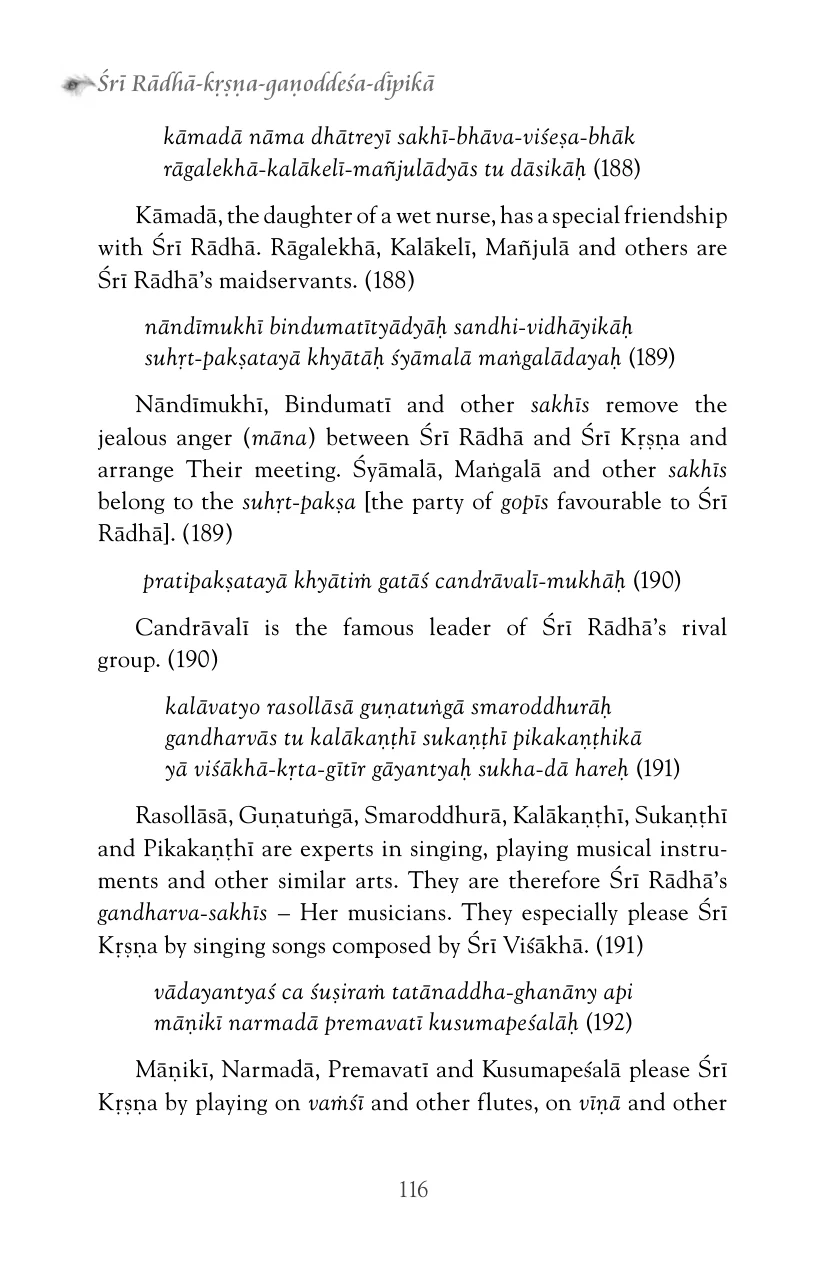 Śrī Rādhā-kṛṣṇa-gaṇoddeśa-dīpikā
kāmadā nāma dhātreyī sakhī-bhāva-viśeṣa-bhāk
rāgalekhā-kalākelī-mañjulādyās tu dāsikāḥ (188)
Kāmadā, the daughter of a wet nurse, has a special friendship
with Śrī Rādhā. Rāgalekhā, Kalākelī, Mañjulā and others are
Śrī Rādhā’s maidservants. (188)
nāndīmukhī bindumatītyādyāḥ sandhi-vidhāyikāḥ
suhṛt-pakṣatayā khyātāḥ śyāmalā maṅgalādayaḥ (189)
Nāndīmukhī, Bindumatī and other sakhīs remove the
jealous anger (māna) between Śrī Rādhā and Śrī Kṛṣṇa and
arrange Their meeting. Śyāmalā, Maṅgalā and other sakhīs
belong to the suhṛt-pakṣa [the party of gopīs favourable to Śrī
Rādhā]. (189)
pratipakṣatayā khyātiṁ gatāś candrāvalī-mukhāḥ (190)
Candrāvalī is the famous leader of Śrī Rādhā’s rival
group. (190)
kalāvatyo rasollāsā guṇatuṅgā smaroddhurāḥ
gandharvās tu kalākaṇṭhī sukaṇṭhī pikakaṇṭhikā
yā viśākhā-kṛta-gītīr gāyantyaḥ sukha-dā hareḥ (191)
Rasollāsā, Guṇatuṅgā, Smaroddhurā, Kalākaṇṭhī, Sukaṇṭhī
and Pikakaṇṭhī are experts in singing, playing musical instru-
ments and other similar arts. They are therefore Śrī Rādhā’s
gandharva-sakhīs – Her musicians. They especially please Śrī
Kṛṣṇa by singing songs composed by Śrī Viśākhā. (191)
vādayantyaś ca śuṣiraṁ tatānaddha-ghanāny api
māṇikī narmadā premavatī kusumapeśalāḥ (192)
Māṇikī, Narmadā, Premavatī and Kusumapeśalā please Śrī
Kṛṣṇa by playing on vaṁśī and other flutes, on vīṇā and other
116